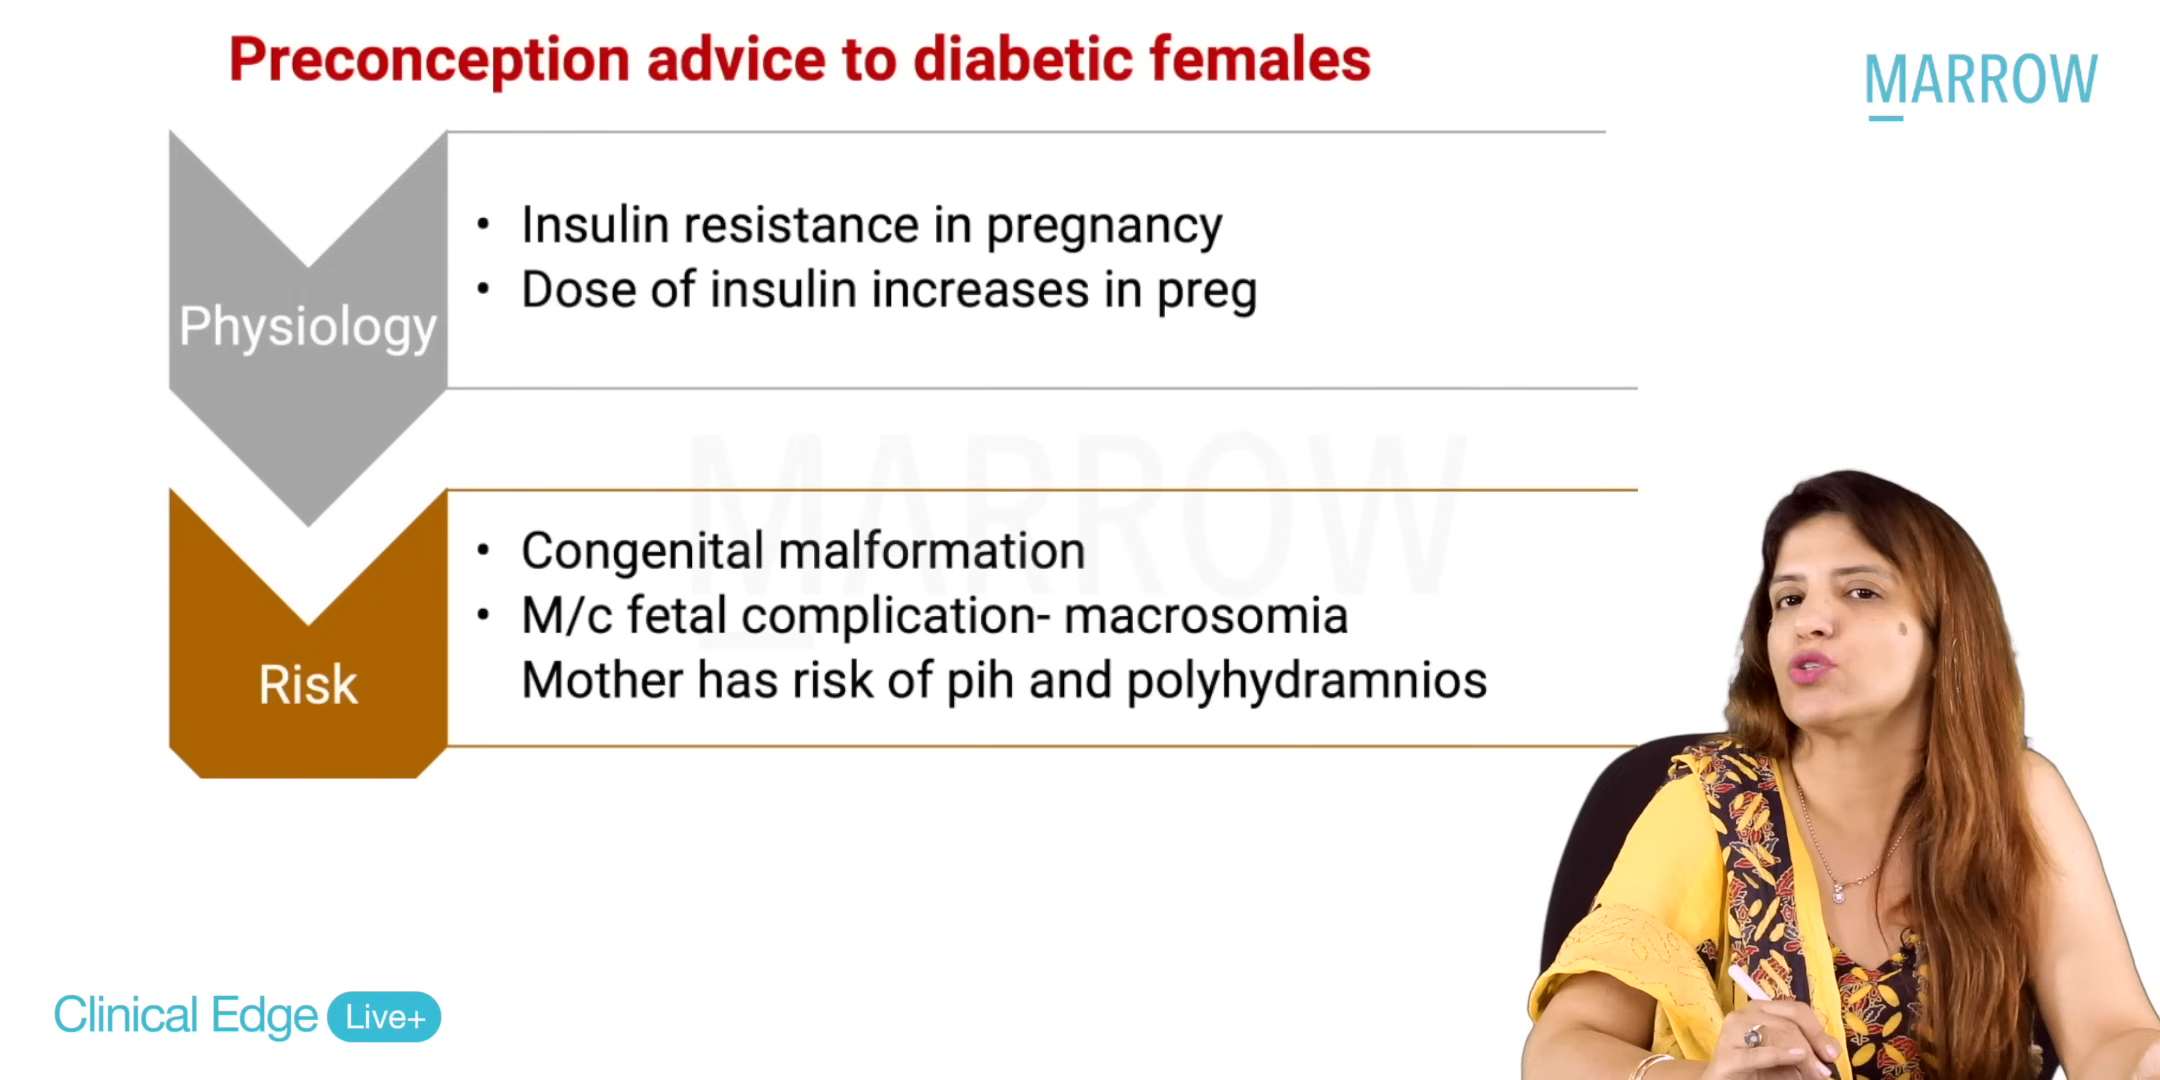 Preconception advice to diabetic females
MARROW
Physiology
• Insulin resistance in pregnancy
• Dose of insulin increases in preg
MARROW
Risk
• Congenital malformation
• M/c fetal complication- macrosomia
Mother has risk of pih and polyhydramnios
Clinical Edge Live+